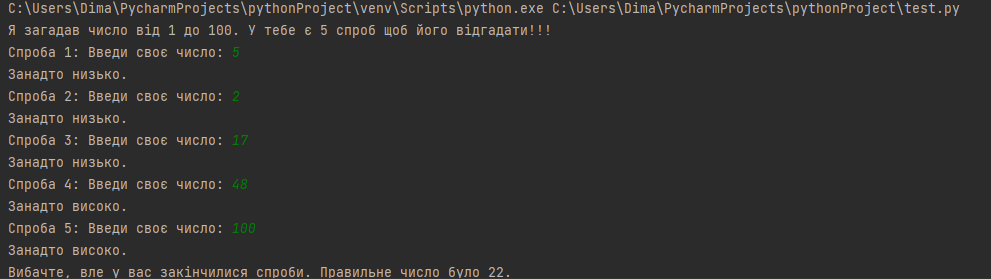 C:\Users\Dima\PycharmProjects\pythonProject\venv\Scripts\python.exe C:\Users\Dima\PycharmProjects\pythonProject\test.py
Я загадав число від 1 до 100. У тебе є 5 спроб щоб його відгадати!!!
Спроба 1: Введи своє число: 5
Занадто низько.
Спроба 2: Введи своє число: 2
Занадто низько.
Спроба 3: Введи своє число: 17
Занадто низько.
Спроба 4: Введи своє число: 48
Занадто високо.
Спроба 5: Введи своє число: 100
Занадто високо.
Вибачте, вле у вас закінчилися спроби. Правильне число було 22.